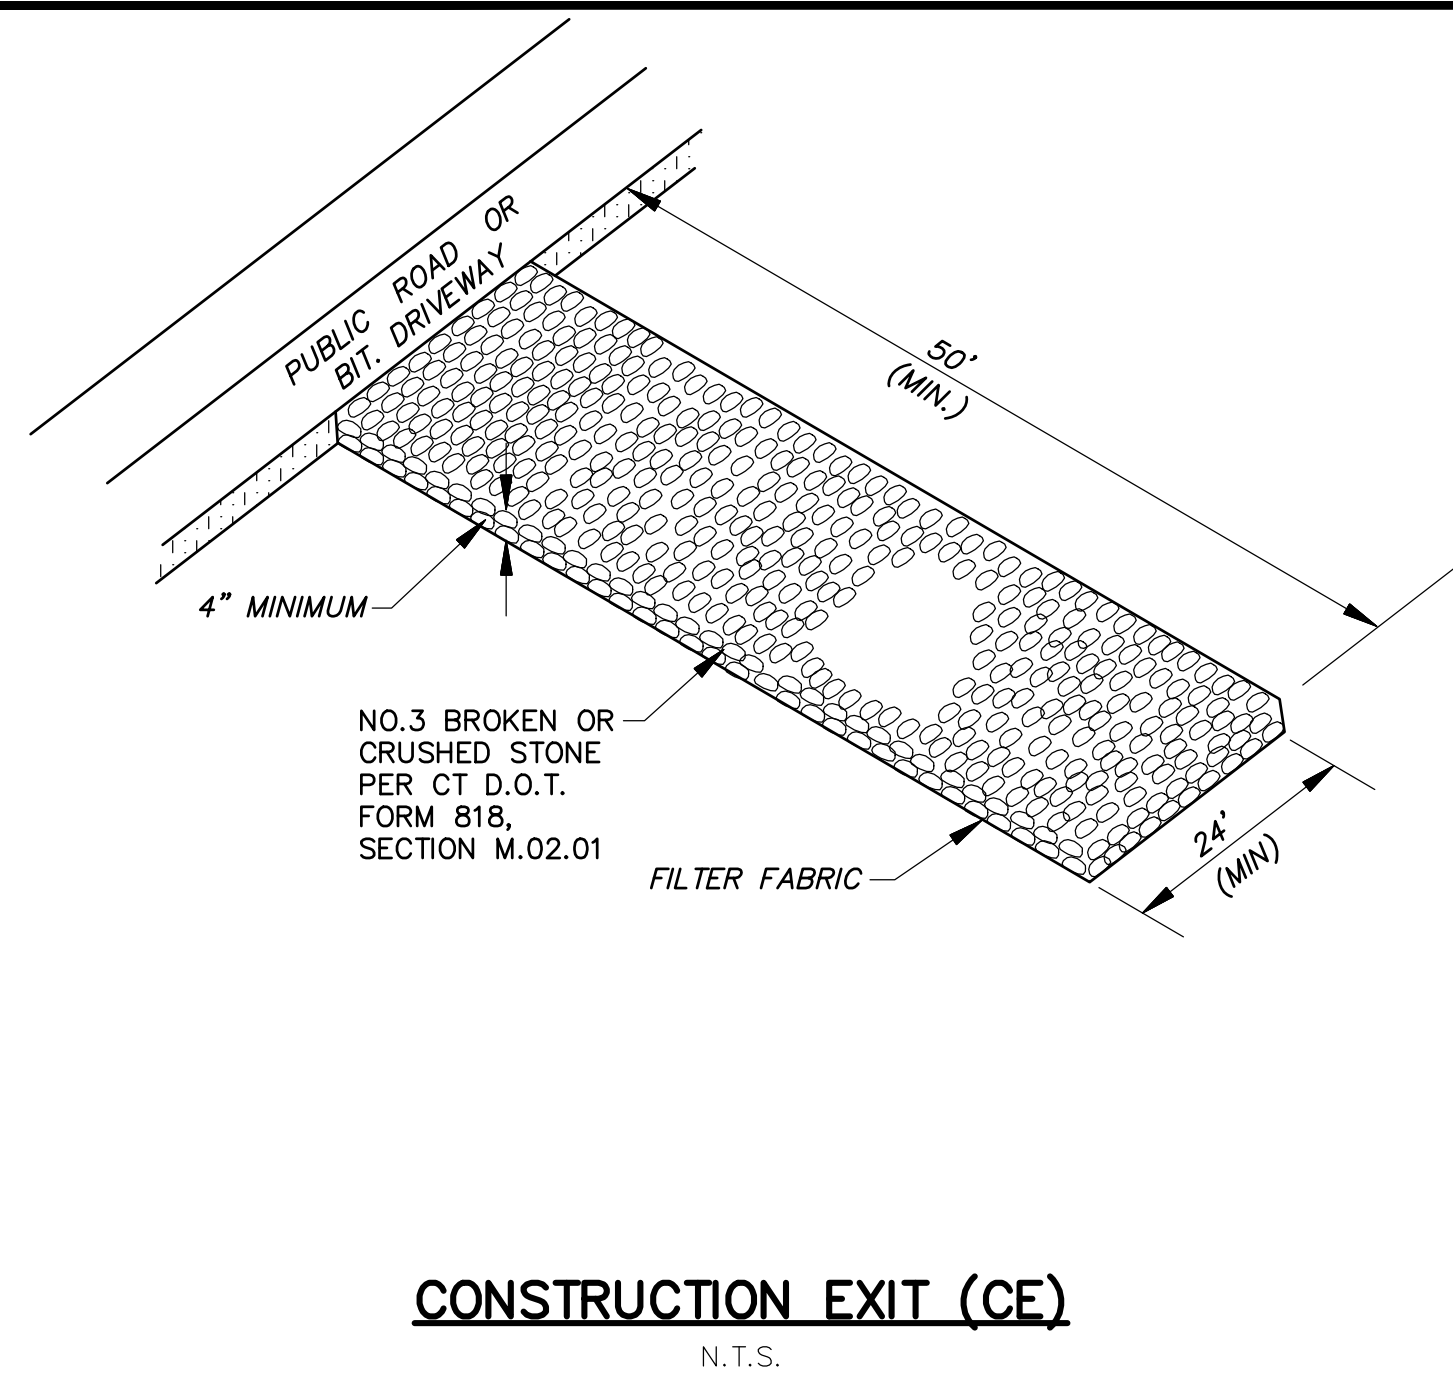 PUBLIC ROAD OR
BIT. DRIVEWAY
50'
(MIN.)
4" MINIMUM
NO.3 BROKEN OR
CRUSHED STONE
PER CT D.O.T.
FORM 818,
SECTION M.02.01
FILTER FABRIC
24'
(MIN)
CONSTRUCTION EXIT (CE)
N.T.S.